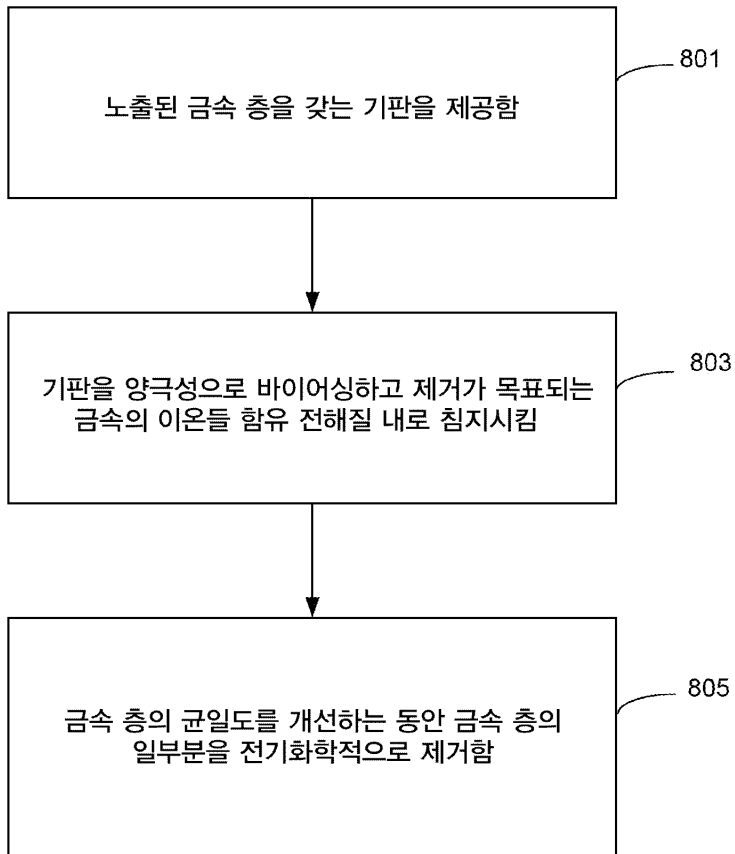 노출된 금속 층을 갖는 기판을 제공함
801
기판을 양극성으로 바이어싱하고 제거가 목표되는
금속의 이온들 함유 전해질 내로 침지시킴
803
금속 층의 균일도를 개선하는 동안 금속 층의
일부분을 전기화학적으로 제거함
805